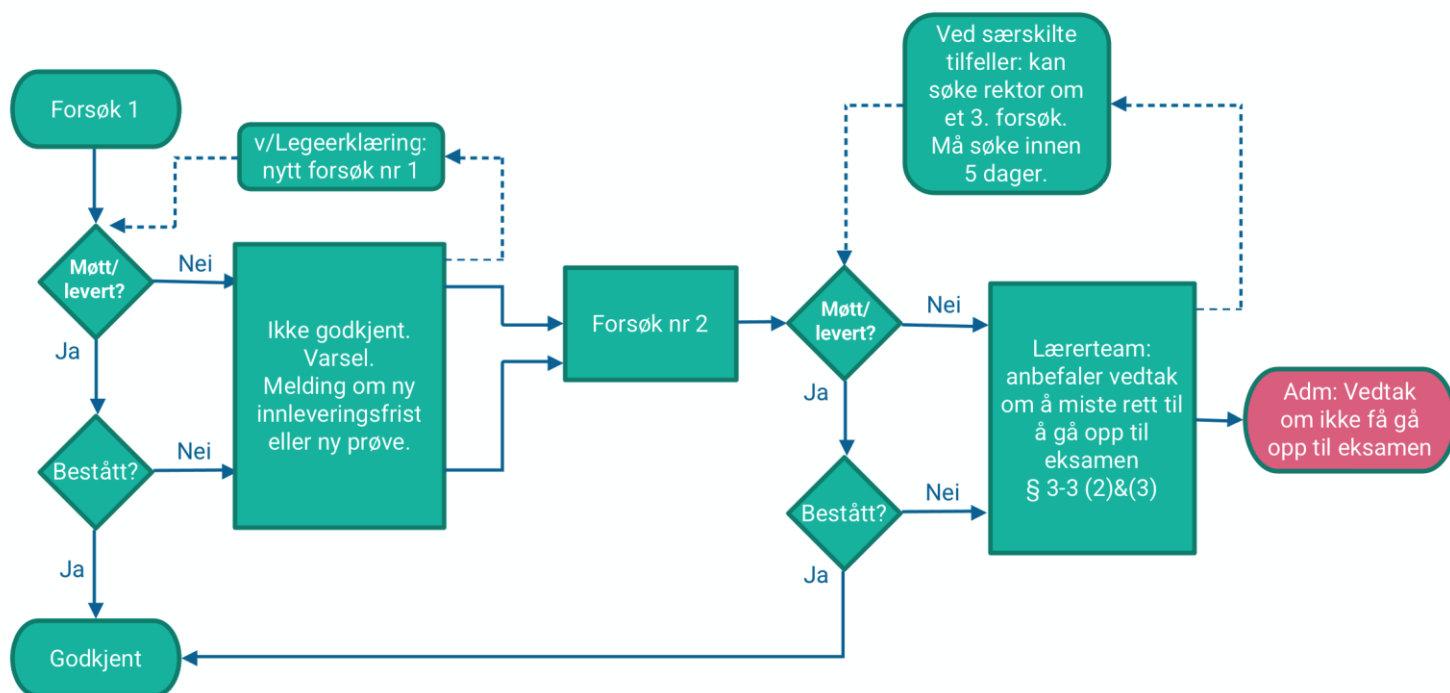 Forsøk 1
v/Legeerklæring:
nytt forsøk nr 1
Møtt/
levert?
Nei
Ja
Bestått?
Nei
Ja
Godkjent
Ikke godkjent.
Varsel.
Melding om ny
innleveringsfrist
eller ny prøve.
Forsøk nr 2
Ved særskilte
tilfeller: kan
søke rektor om
et 3. forsøk.
Må søke innen
5 dager.
Møtt/
levert?
Nei
Ja
Bestått?
Nei
Ja
Lærerteam:
anbefaler vedtak
om å miste rett til
å gå opp til
eksamen
§ 3-3 (2)&(3)
Adm: Vedtak
om ikke få gå
opp til eksamen